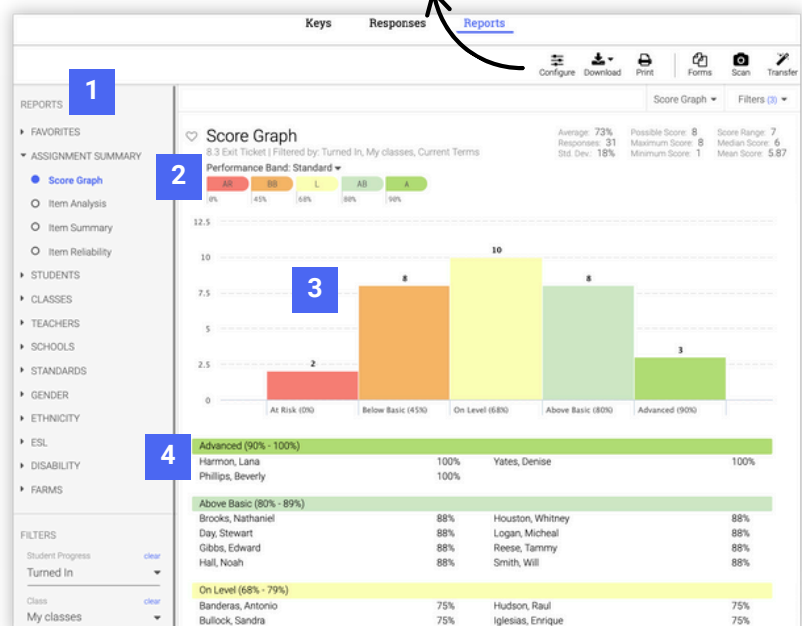 Keys Responses Reports
Configure Download Print Forms Scan Transfer
Score Graph Filters (3)
1
REPORTS
FAVORITES
ASSIGNMENT SUMMARY
Score Graph
Item Analysis
Item Summary
Item Reliability
STUDENTS
CLASSES
TEACHERS
SCHOOLS
STANDARDS
GENDER
ETHNICITY
ESL
DISABILITY
FARMS
FILTERS
Student Progress clear
Turned In
Class clear
My classes
Score Graph
8.3 Exit Ticket | Filtered by: Turned In, My classes, Current Terms
Average: 73% Possible Score: 8 Score Range: 7
Responses: 31 Maximum Score: 8 Median Score: 6
Std. Dev.: 18% Minimum Score: 1 Mean Score: 5.87
2
Performance Band: Standard
AR BB L AB A
0% 45% 68% 80% 90%
12.5
10
7.5
5
2.5
0
3
2
8
10
8
3
At Risk (0%) Below Basic (45%) On Level (68%) Above Basic (80%) Advanced (90%)
4
Advanced (90% - 100%)
Harmon, Lana 100% Yates, Denise 100%
Phillips, Beverly 100%
Above Basic (80% - 89%)
Brooks, Nathaniel 88% Houston, Whitney 88%
Day, Stewart 88% Logan, Micheal 88%
Gibbs, Edward 88% Reese, Tammy 88%
Hall, Noah 88% Smith, Will 88%
On Level (68% - 79%)
Banderas, Antonio 75% Hudson, Raul 75%
Bullock, Sandra 75% Iglesias, Enrique 75%